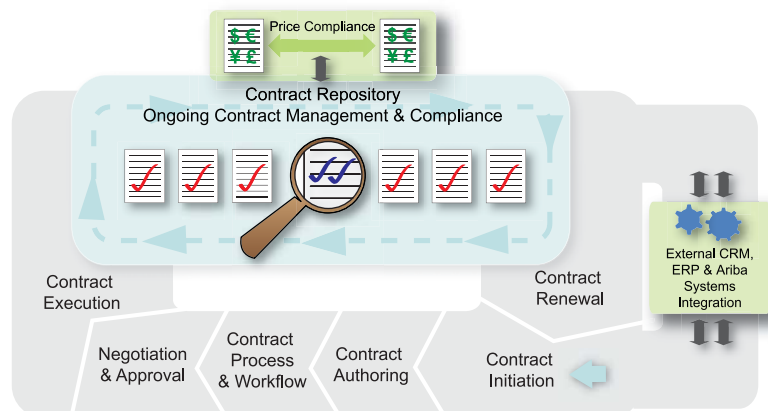 Price Compliance
$ €
¥ £
$ €
¥ £
Contract Repository
Ongoing Contract Management & Compliance
External CRM,
ERP & Ariba
Systems
Integration
Contract
Execution
Contract
Renewal
Negotiation
& Approval
Contract
Process
& Workflow
Contract
Authoring
Contract
Initiation